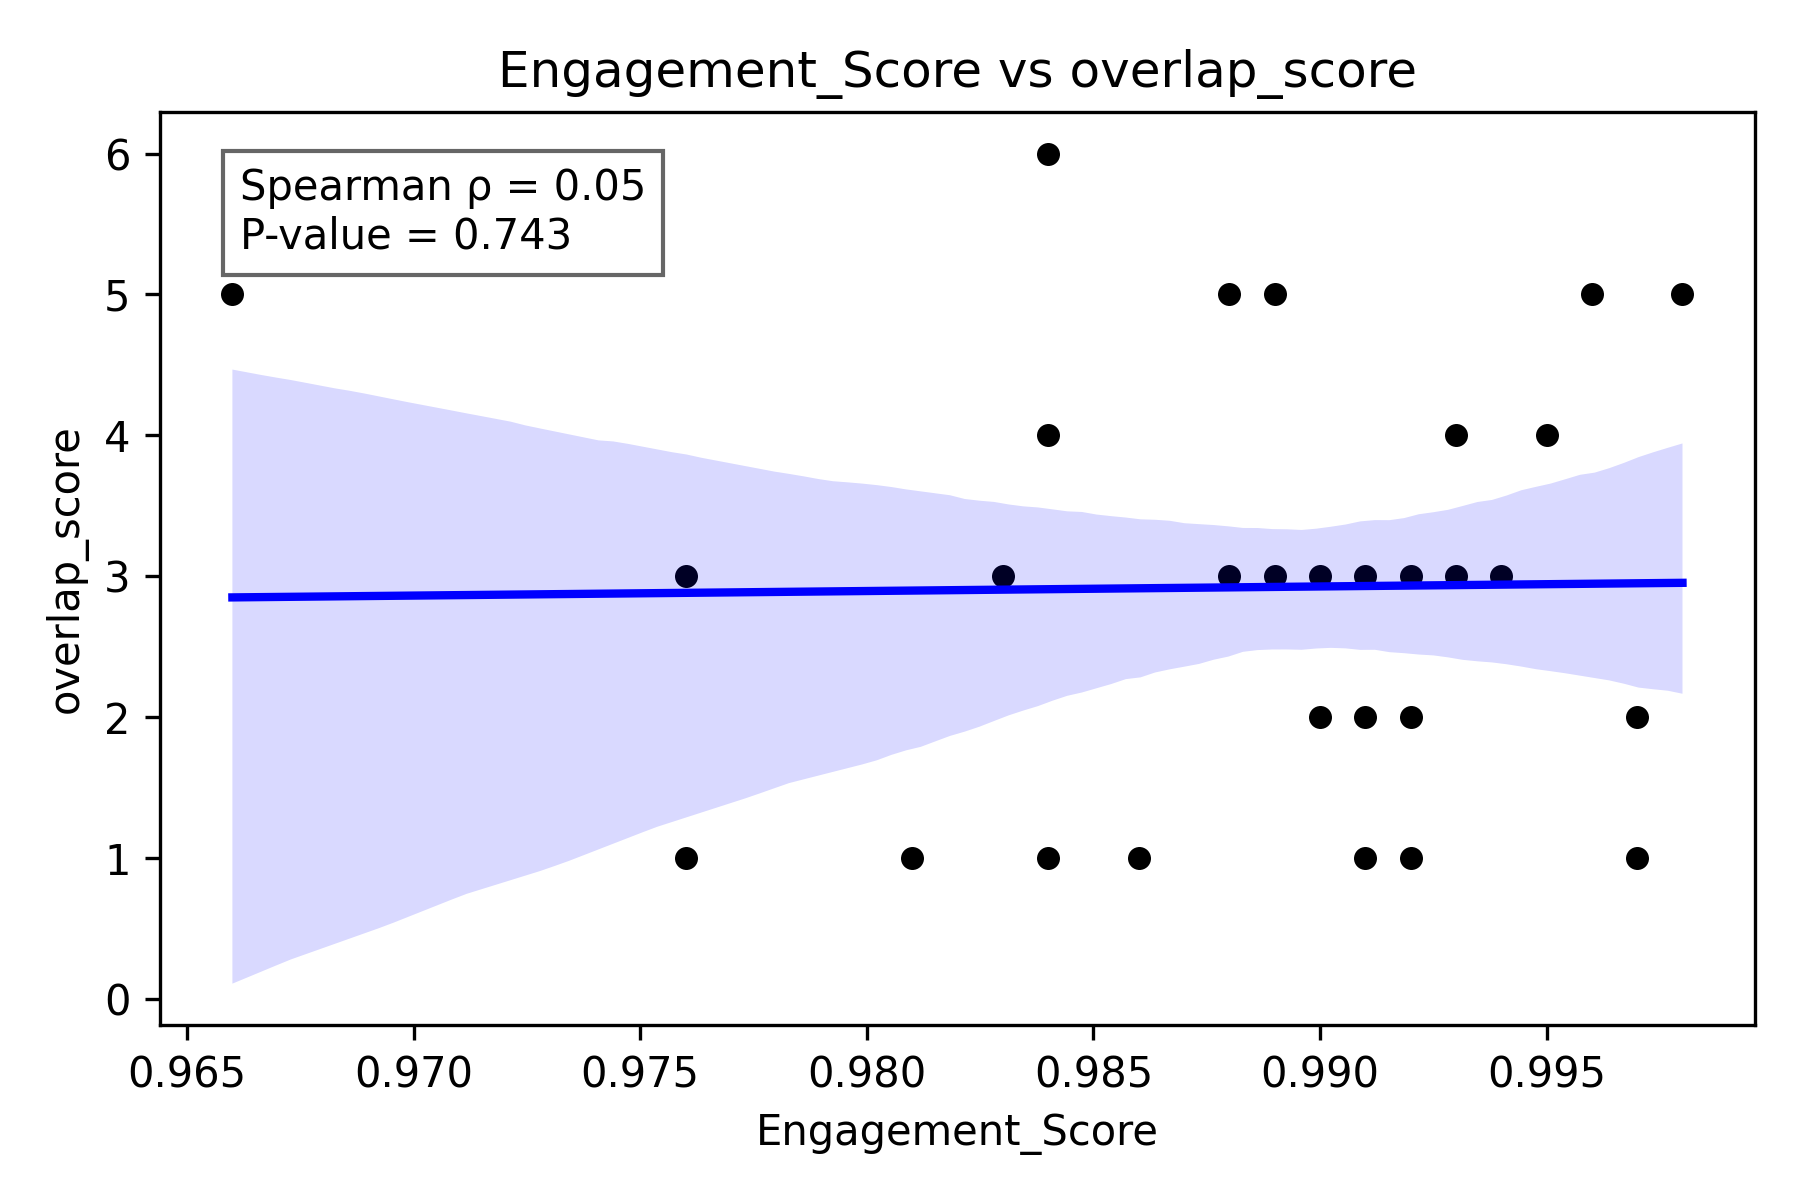 Engagement_Score vs overlap_score
Spearman ρ = 0.05
P-value = 0.743
overlap_score
6
5
4
3
2
1
0
0.965 0.970 0.975 0.980 0.985 0.990 0.995
Engagement_Score